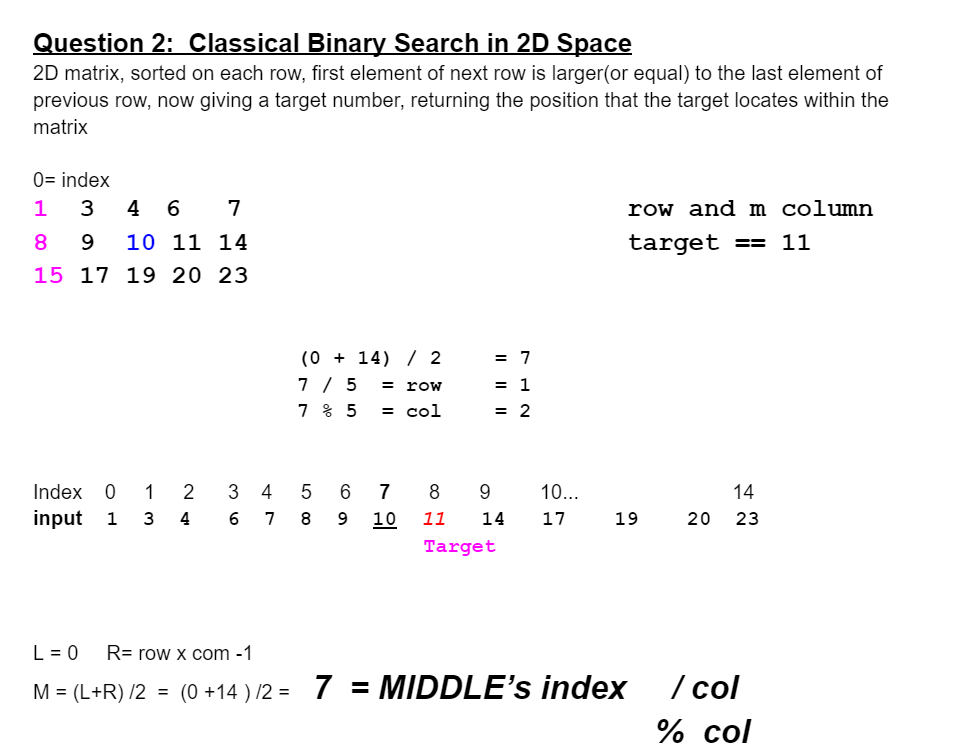 Question 2: Classical Binary Search in 2D Space
2D matrix, sorted on each row, first element of next row is larger(or equal) to the last element of
previous row, now giving a target number, returning the position that the target locates within the
matrix
0= index
1 3 4 6 7 row and m column
8 9 10 11 14 target == 11
15 17 19 20 23
(0 + 14) / 2 = 7
7 / 5 = row = 1
7 % 5 = col = 2
Index 0 1 2 3 4 5 6 7 8 9 10... 14
input 1 3 4 6 7 8 9 10 11 14 17 19 20 23
Target
L = 0 R= row x com -1
M = (L+R) /2 = (0 +14 ) /2 = 7 = MIDDLE's index / col
% col